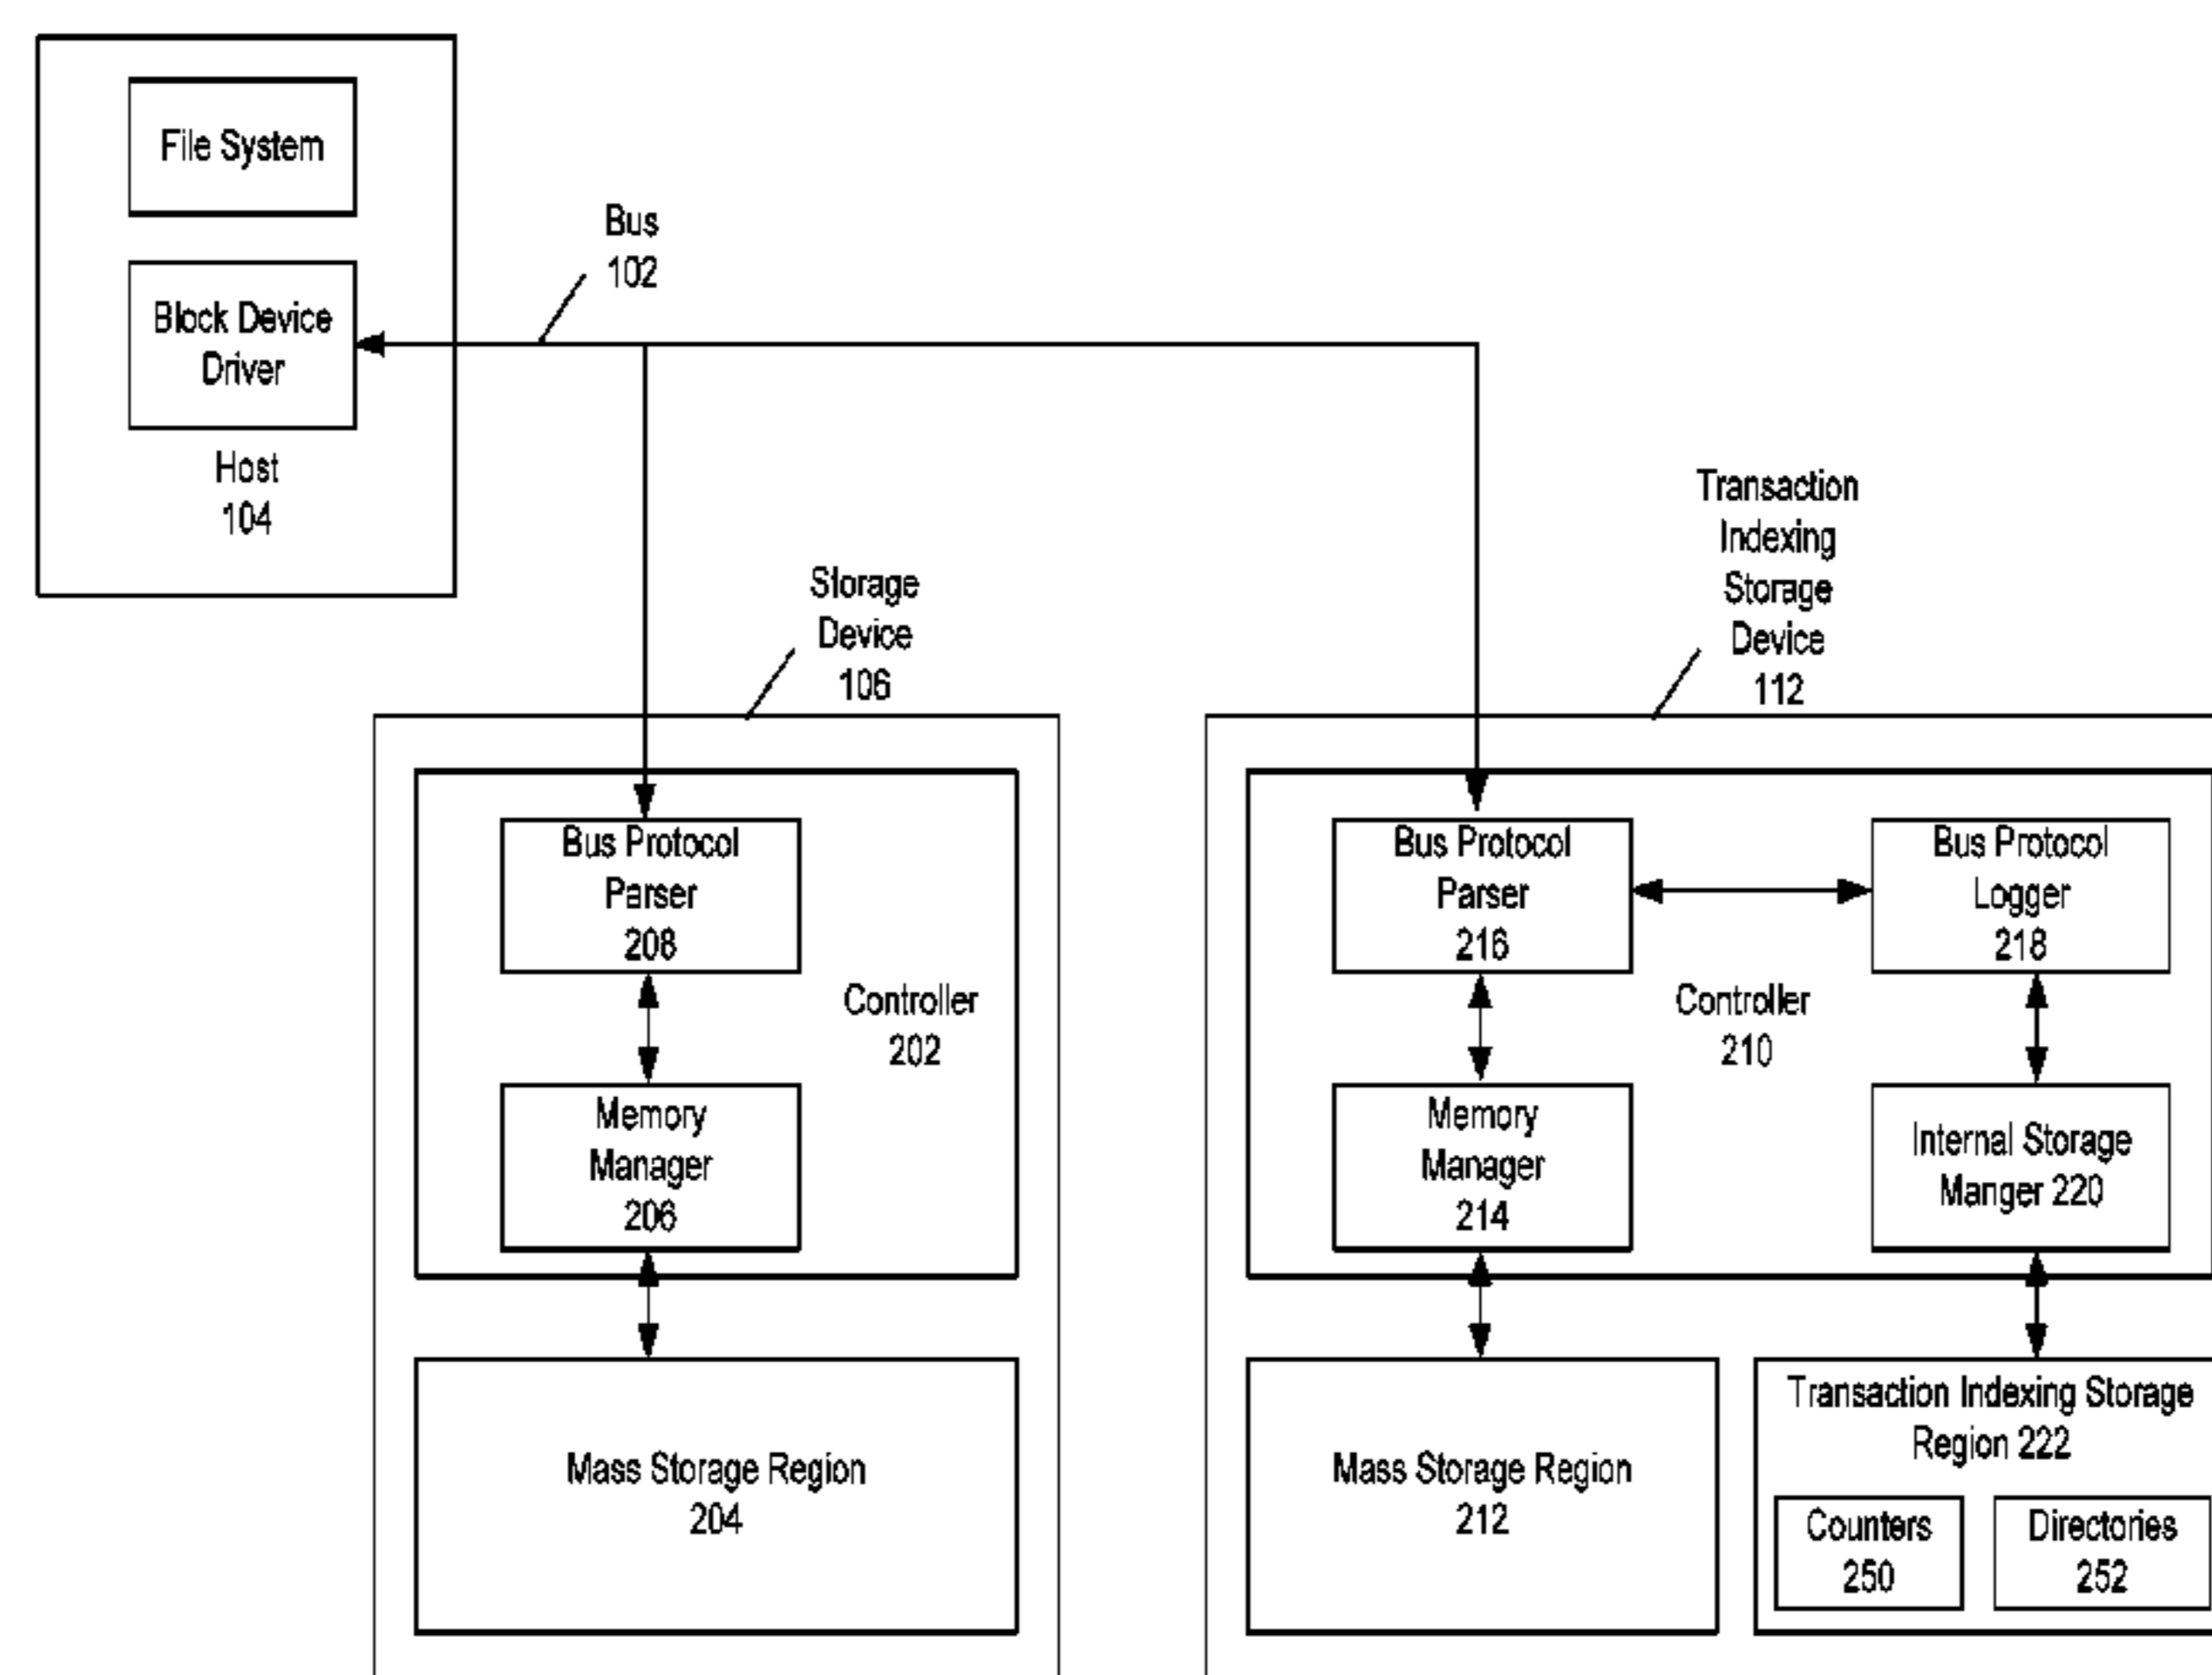 File System
Block Device
Driver
Host
104
Bus
102
Storage
Device
106
Transaction
Indexing
Storage
Device
112
Bus Protocol
Parser
208
Controller
202
Memory
Manager
206
Mass Storage Region
204
Bus Protocol
Parser
216
Bus Protocol
Logger
218
Controller
210
Memory
Manager
214
Internal Storage
Manger 220
Mass Storage Region
212
Transaction Indexing Storage
Region 222
Counters
250
Directories
252